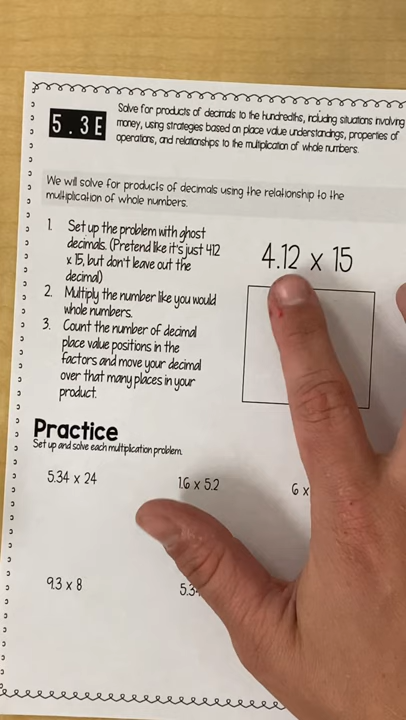 5.3E
Solve for products of decimals to the hundredths, including situations involving
money, using strategies based on place value understandings, properties of
operations, and relationships to the multiplication of whole numbers.
We will solve for products of decimals using the relationship to the
multiplication of whole numbers.
1. Set up the problem with ghost
decimals. (Pretend like it's just 412
x 15, but don't leave out the
decimal)
2. Multiply the number like you would
whole numbers.
3. Count the number of decimal
place value positions in the
factors and move your decimal
over that many places in your
product.
4.12 x 15
Practice
Set up and solve each multiplication problem.
5.34 x 24
1.6 x 5.2
6 x
9.3 x 8